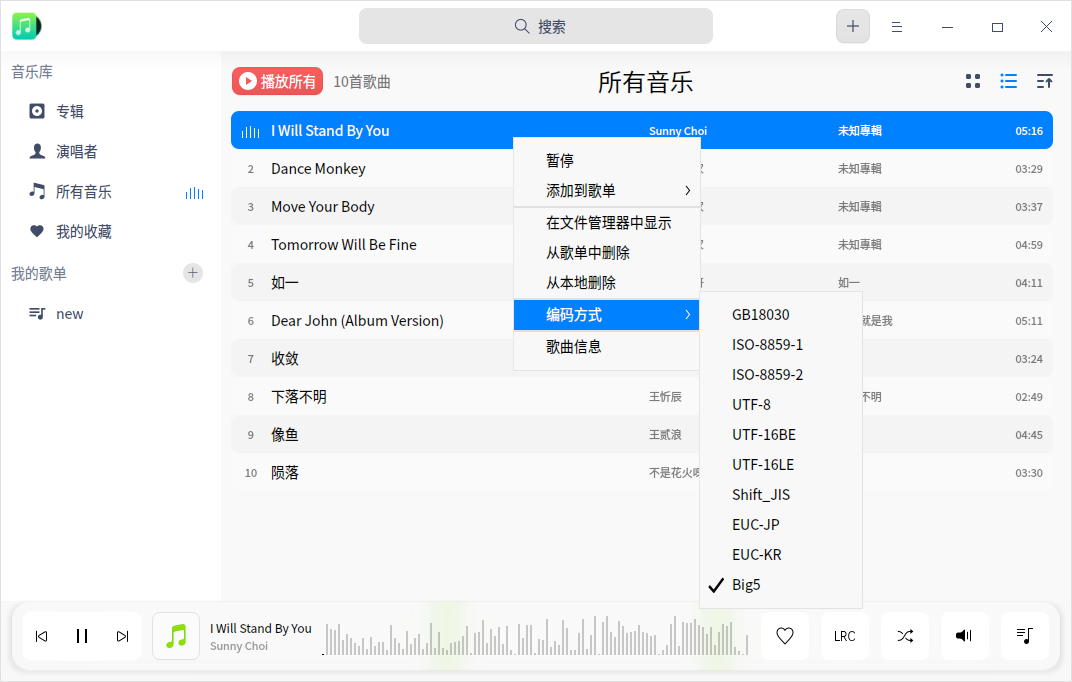 搜索
音乐库
专辑
演唱者
所有音乐
我的收藏
我的歌单
new
播放所有
10首歌曲
所有音乐
I Will Stand By You Sunny Choi 未知專輯 05:16
2 Dance Monkey 未知專輯 03:29
3 Move Your Body 未知專輯 03:37
4 Tomorrow Will Be Fine 未知專輯 04:59
5 如一 如一 04:11
6 Dear John (Album Version) 就是我 05:11
7 收敛 03:24
8 下落不明 王忻辰 不明 02:49
9 像鱼 王贰浪 04:45
10 陨落 不是花火 03:30
暂停
添加到歌单
在文件管理器中显示
从歌单中删除
从本地删除
编码方式
歌曲信息
GB18030
ISO-8859-1
ISO-8859-2
UTF-8
UTF-16BE
UTF-16LE
Shift_JIS
EUC-JP
EUC-KR
Big5
I Will Stand By You
Sunny Choi
LRC